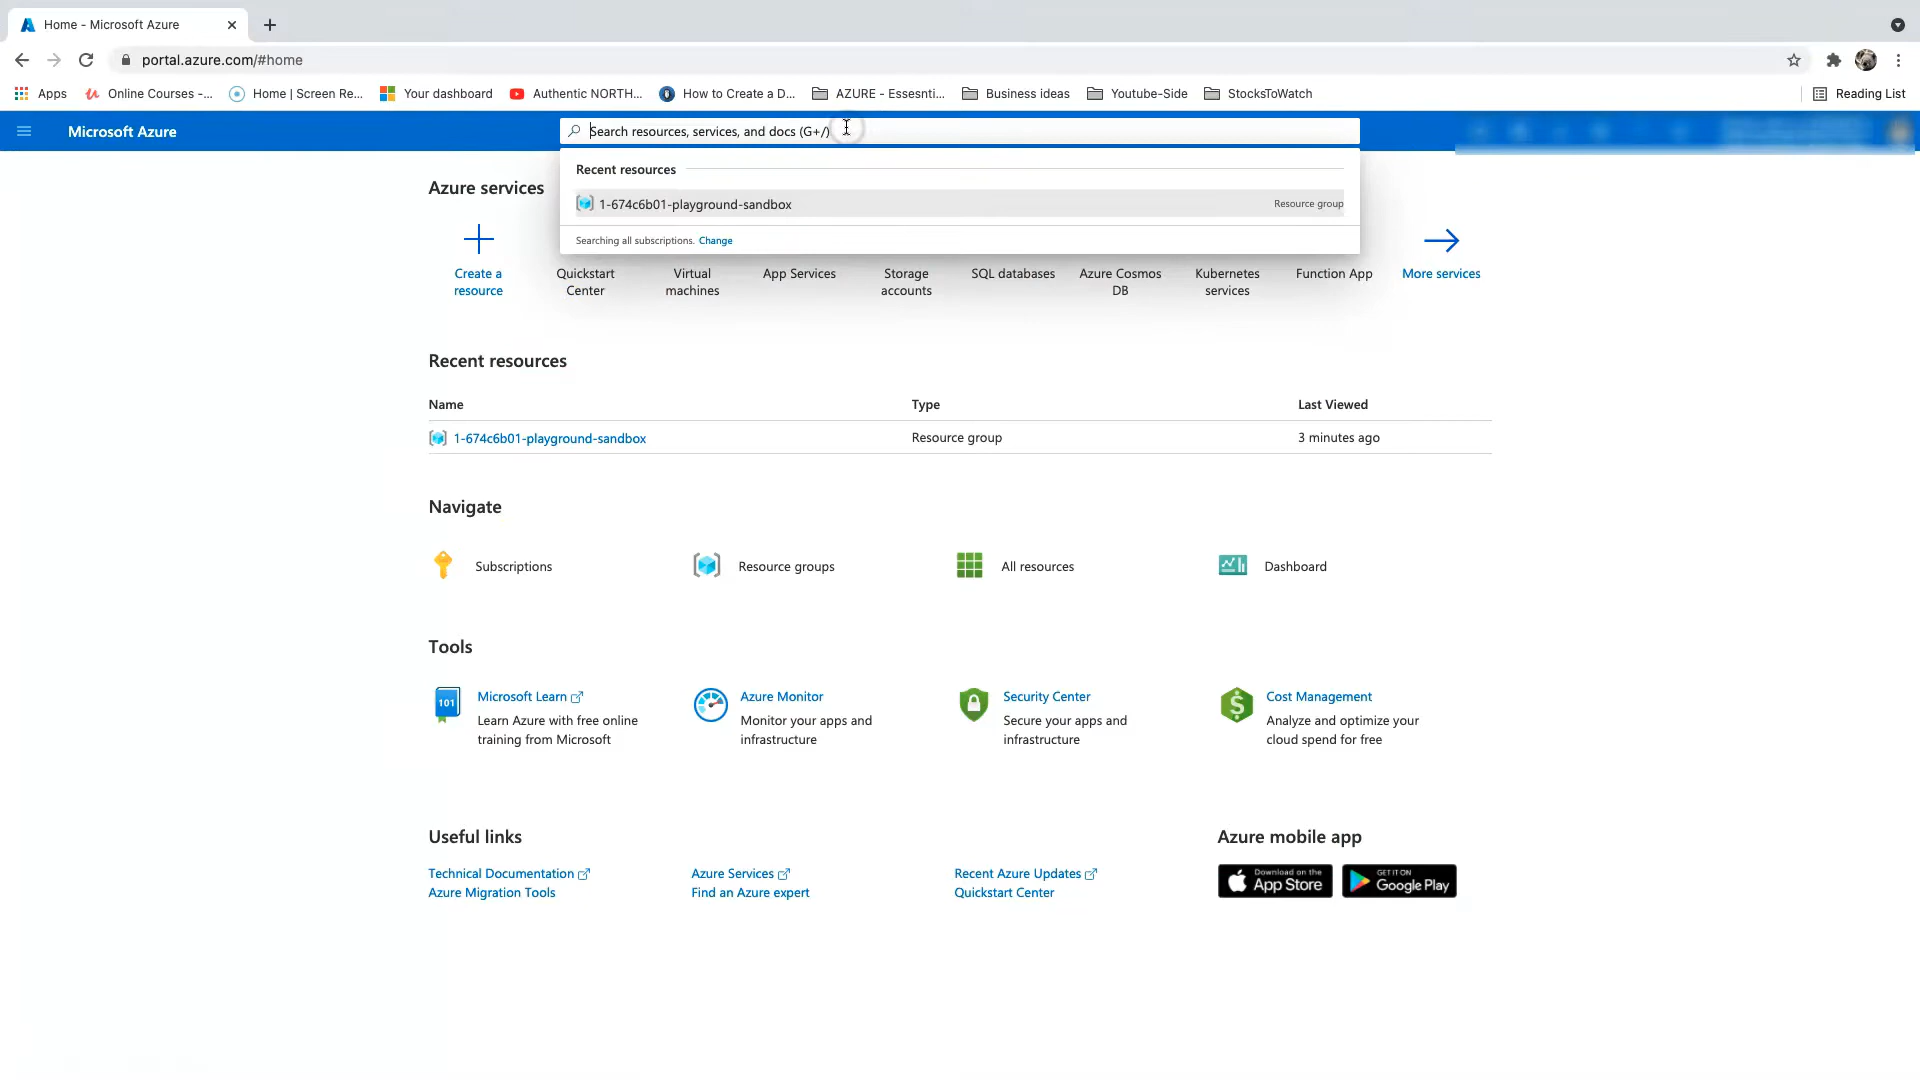 Home - Microsoft Azure
portal.azure.com/#home
Apps Online Courses -... Home | Screen Re... Your dashboard Authentic NORTH... How to Create a D... AZURE - Essesnti... Business ideas Youtube-Side StocksToWatch Reading List
Microsoft Azure
Search resources, services, and docs (G+/)
Recent resources
1-674c6b01-playground-sandbox Resource group
Searching all subscriptions. Change
Azure services
Create a
resource
Quickstart
Center
Virtual
machines
App Services
Storage
accounts
SQL databases
Azure Cosmos
DB
Kubernetes
services
Function App
More services
Recent resources
Name Type Last Viewed
1-674c6b01-playground-sandbox Resource group 3 minutes ago
Navigate
Subscriptions Resource groups All resources Dashboard
Tools
101
Microsoft Learn
Learn Azure with free online
training from Microsoft
Azure Monitor
Monitor your apps and
infrastructure
Security Center
Secure your apps and
infrastructure
Cost Management
Analyze and optimize your
cloud spend for free
Useful links
Technical Documentation
Azure Migration Tools
Azure Services
Find an Azure expert
Recent Azure Updates
Quickstart Center
Azure mobile app
Download on the
App Store
GET IT ON
Google Play